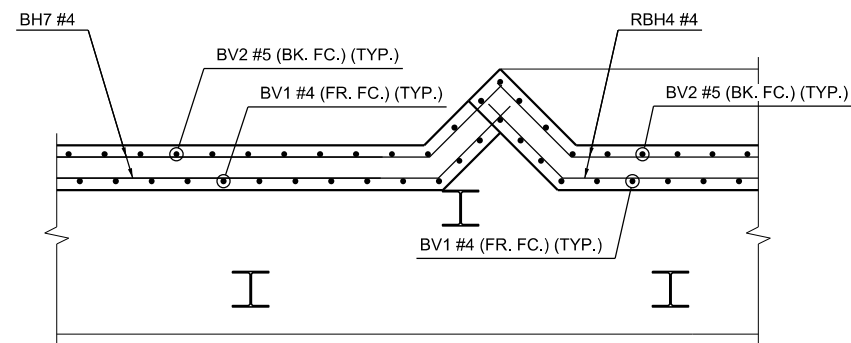 BH7 #4
RBH4 #4
BV2 #5 (BK. FC.) (TYP.)
BV1 #4 (FR. FC.) (TYP.)
BV2 #5 (BK. FC.) (TYP.)
BV1 #4 (FR. FC.) (TYP.)